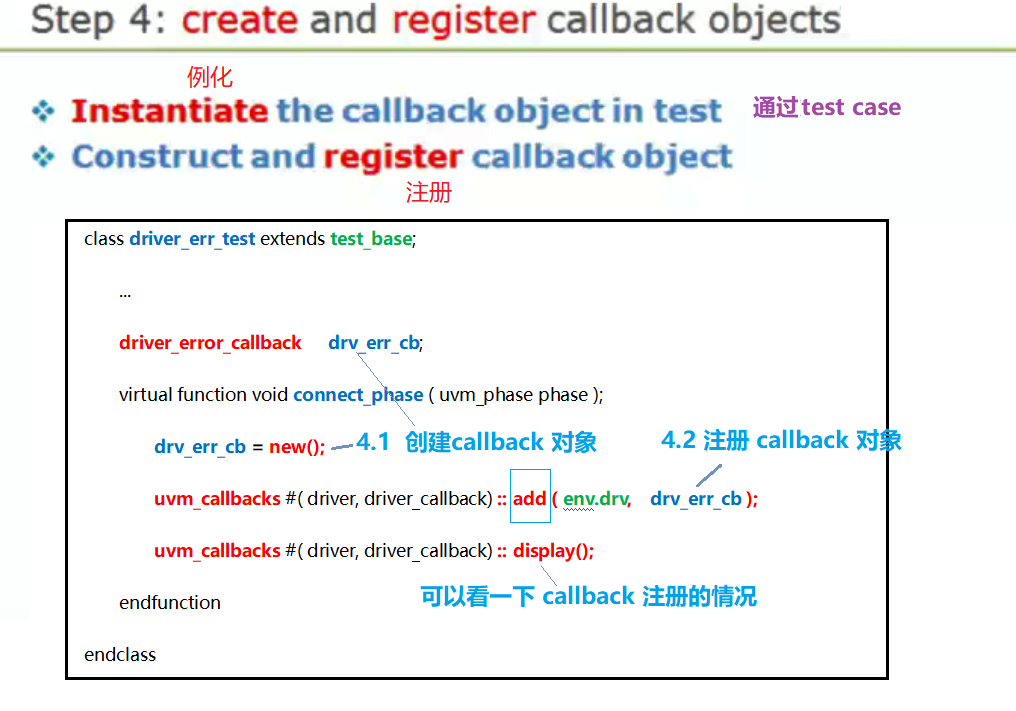 Step 4: create and register callback objects
例化
Instantiate the callback object in test 通过test case
Construct and register callback object
注册
class driver_err_test extends test_base;
...
driver_error_callback drv_err_cb;
virtual function void connect_phase ( uvm_phase phase );
drv_err_cb = new(); 4.1 创建callback 对象 4.2 注册 callback 对象
uvm_callbacks #( driver, driver_callback) :: add ( env.drv, drv_err_cb );
uvm_callbacks #( driver, driver_callback) :: display();
可以看一下 callback 注册的情况
endfunction
endclass